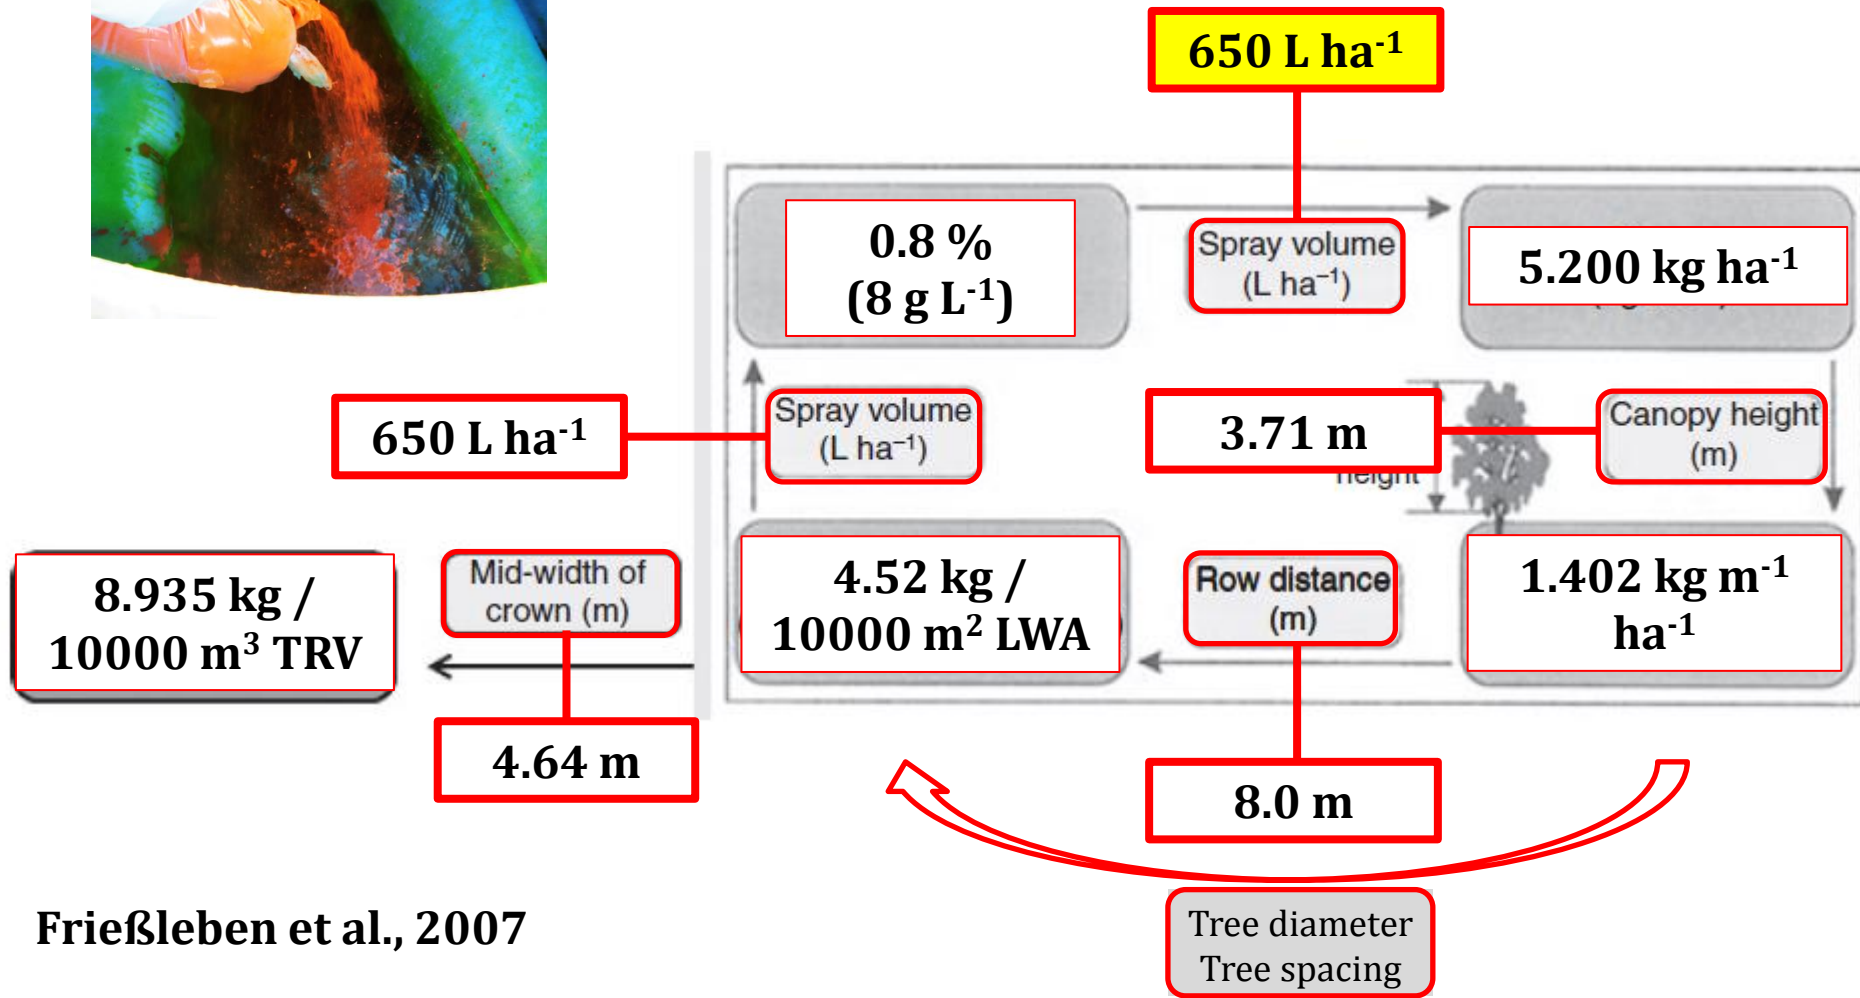 650 L ha⁻¹
0.8 %
(8 g L⁻¹)
Spray volume
(L ha⁻¹)
5.200 kg ha⁻¹
650 L ha⁻¹
Spray volume
(L ha⁻¹)
3.71 m
height
Canopy height
(m)
8.935 kg /
10000 m³ TRV
Mid-width of
crown (m)
4.52 kg /
10000 m² LWA
Row distance
(m)
1.402 kg m⁻¹
ha⁻¹
4.64 m
8.0 m
Frießleben et al., 2007
Tree diameter
Tree spacing